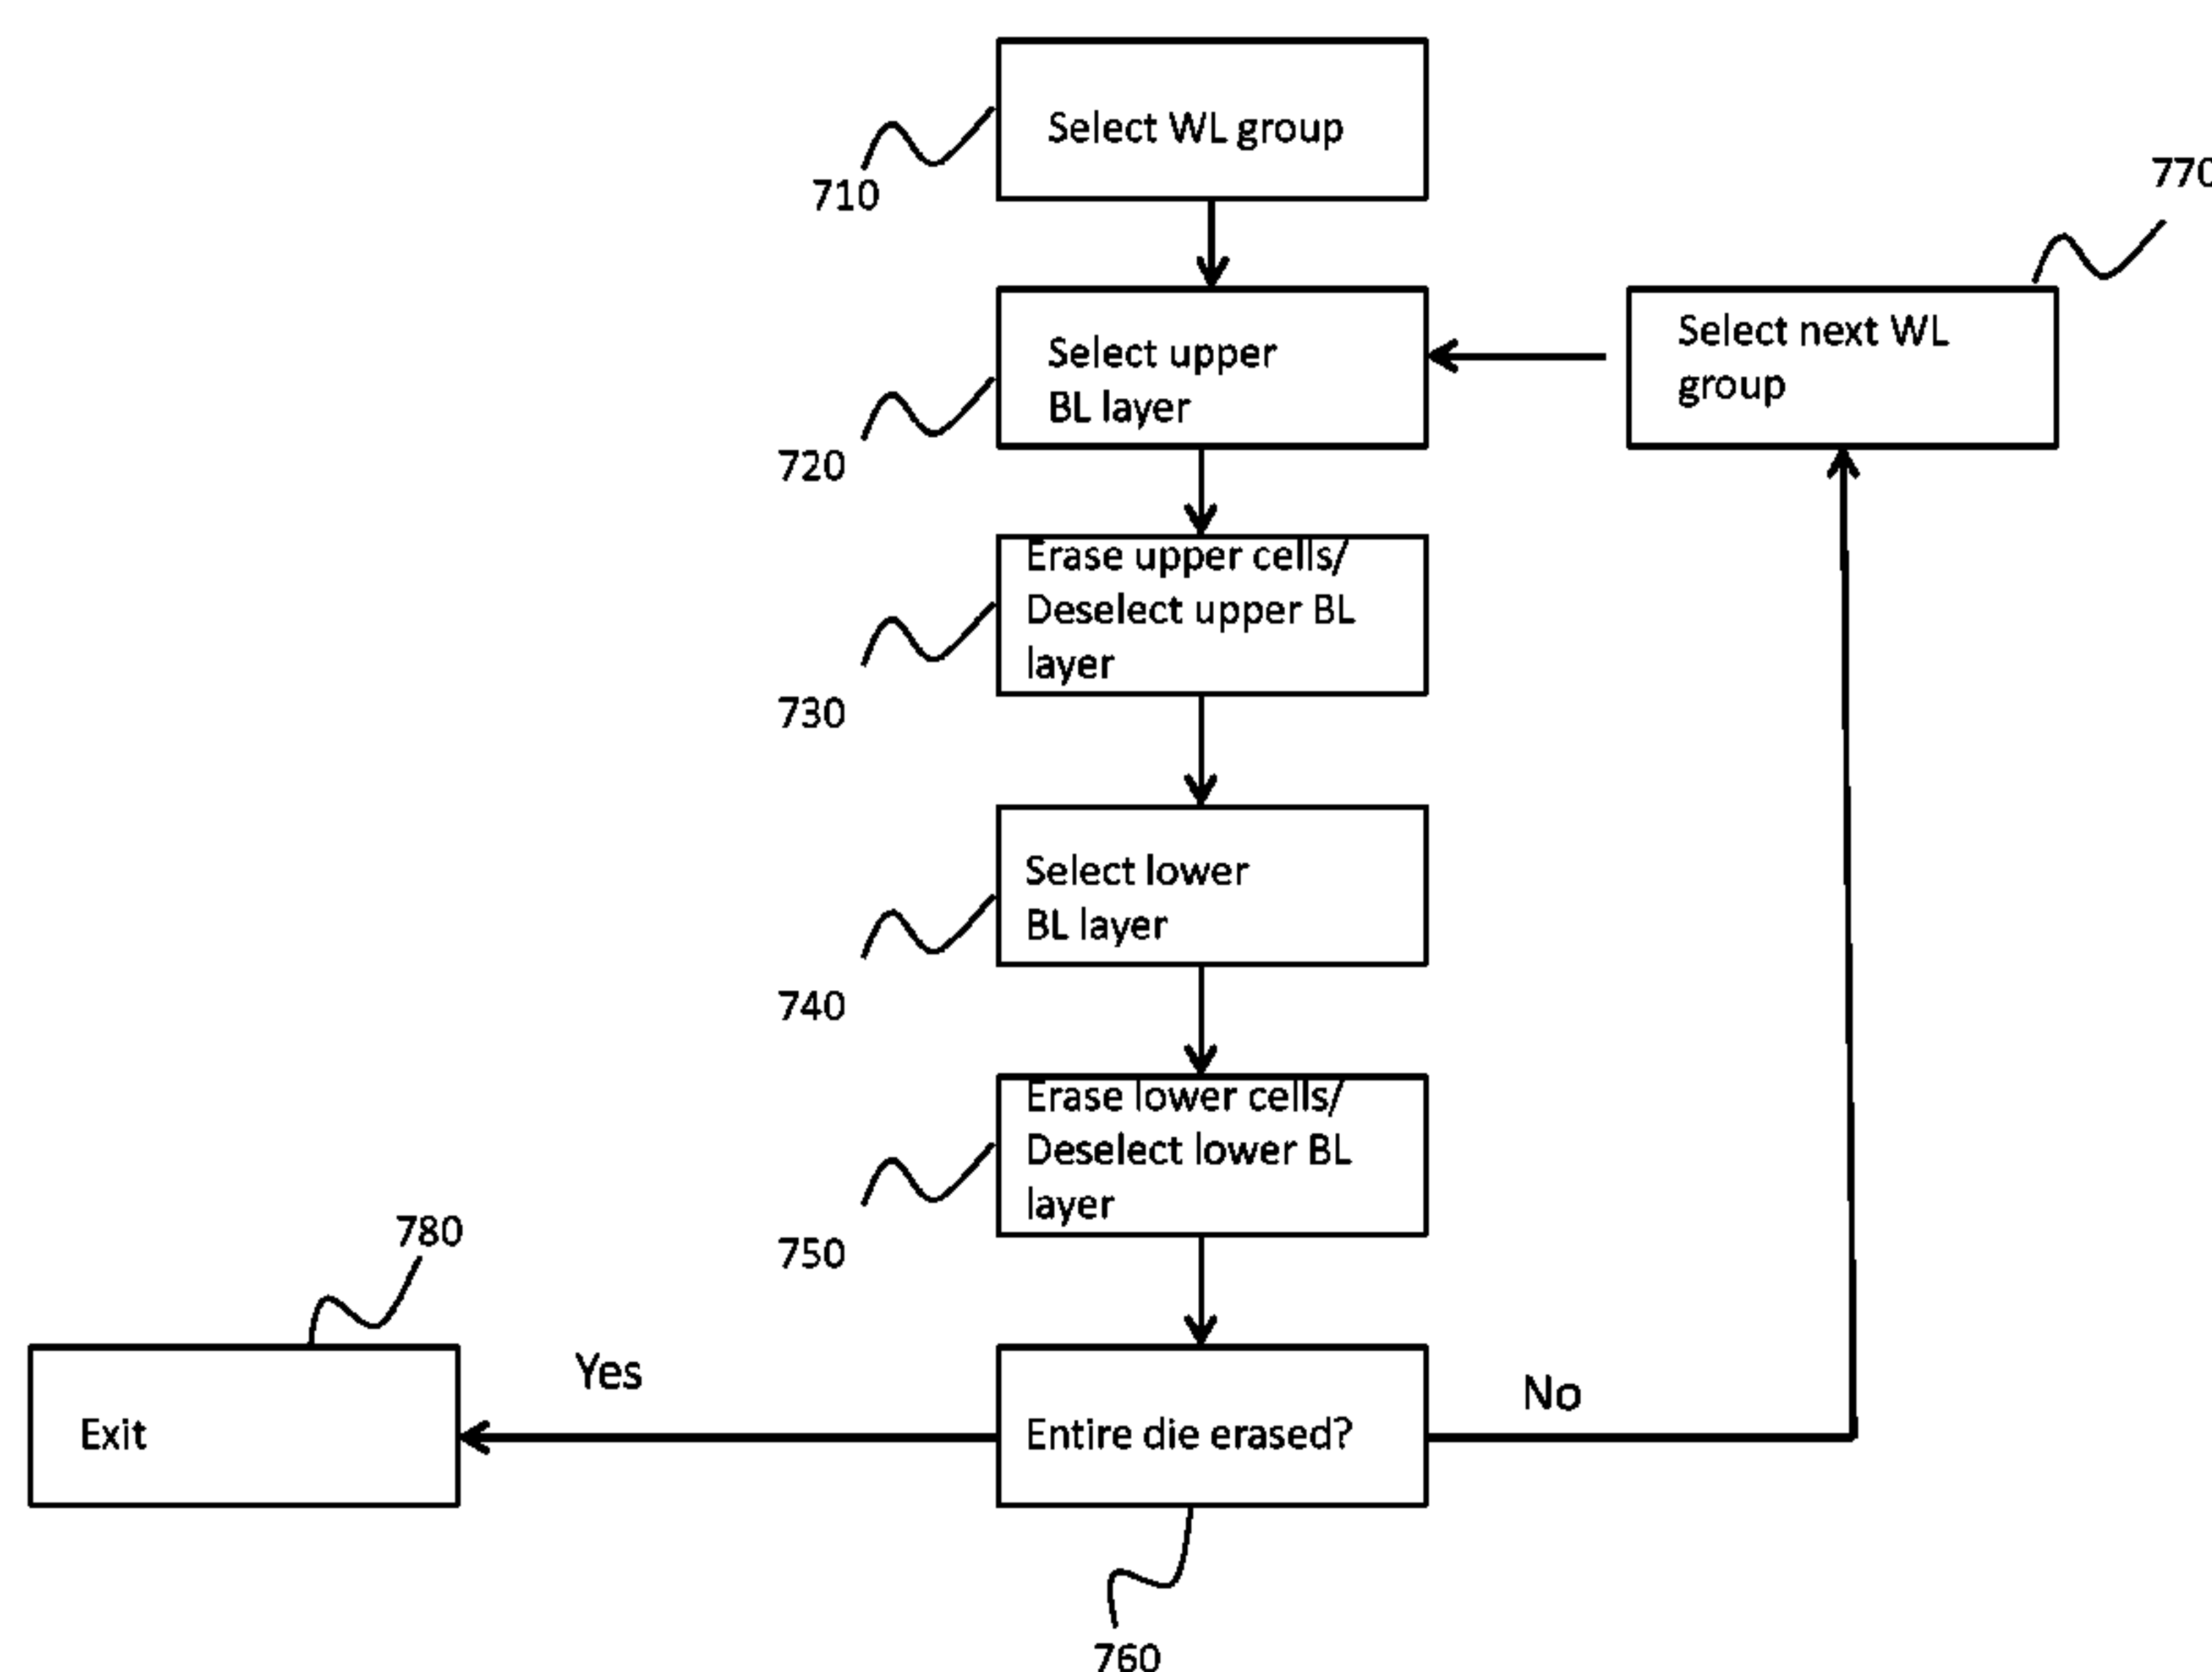 Select WL group
710
770
Select upper
BL layer
720
Select next WL
group
Erase upper cells/
Deselect upper BL
layer
730
Select lower
BL layer
740
Erase lower cells/
Deselect lower BL
layer
750
780
Exit
Yes
Entire die erased?
No
760